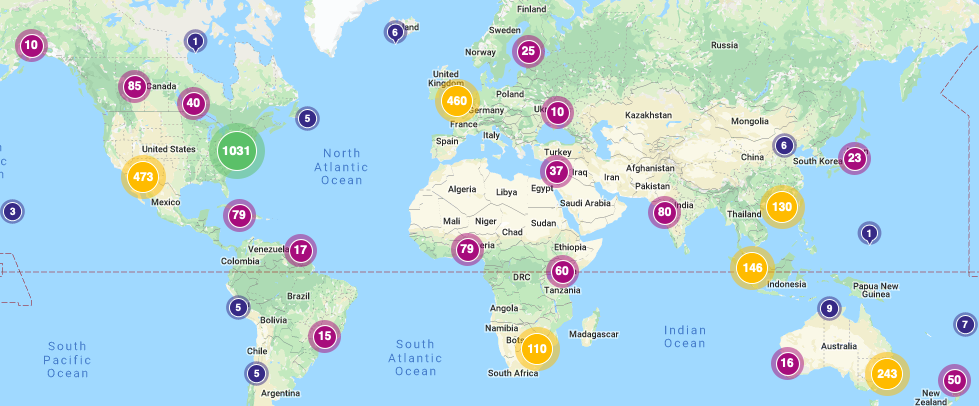 Finland
6
land
Sweden
10
1
Norway
25
Russia
85
Canada
United
Kingdom
Poland
40
460
Germany
10
Uk
Kazakhstan
5
France
Mongolia
Italy
United States
1031
Spain
Turkey
6
China
South Korea
23
North
Atlantic
Ocean
473
37
Iraq
Iran
Afghanistan
Pakistan
Algeria
Libya
Egypt
Mexico
Saudi Arabia
3
79
80
India
130
Mali
Niger
Sudan
Thailand
Chad
1
Venezuela
17
79
eria
Ethiopia
Colombia
60
146
DRC
Indonesia
Tanzania
Papua New
Guinea
Brazil
5
Angola
9
Bolivia
7
Namibia
Bots
Madagascar
15
Indian
Ocean
South
Pacific
Ocean
South
Atlantic
Ocean
110
Australia
Chile
16
5
South Africa
243
50
Argentina
New
Zealand